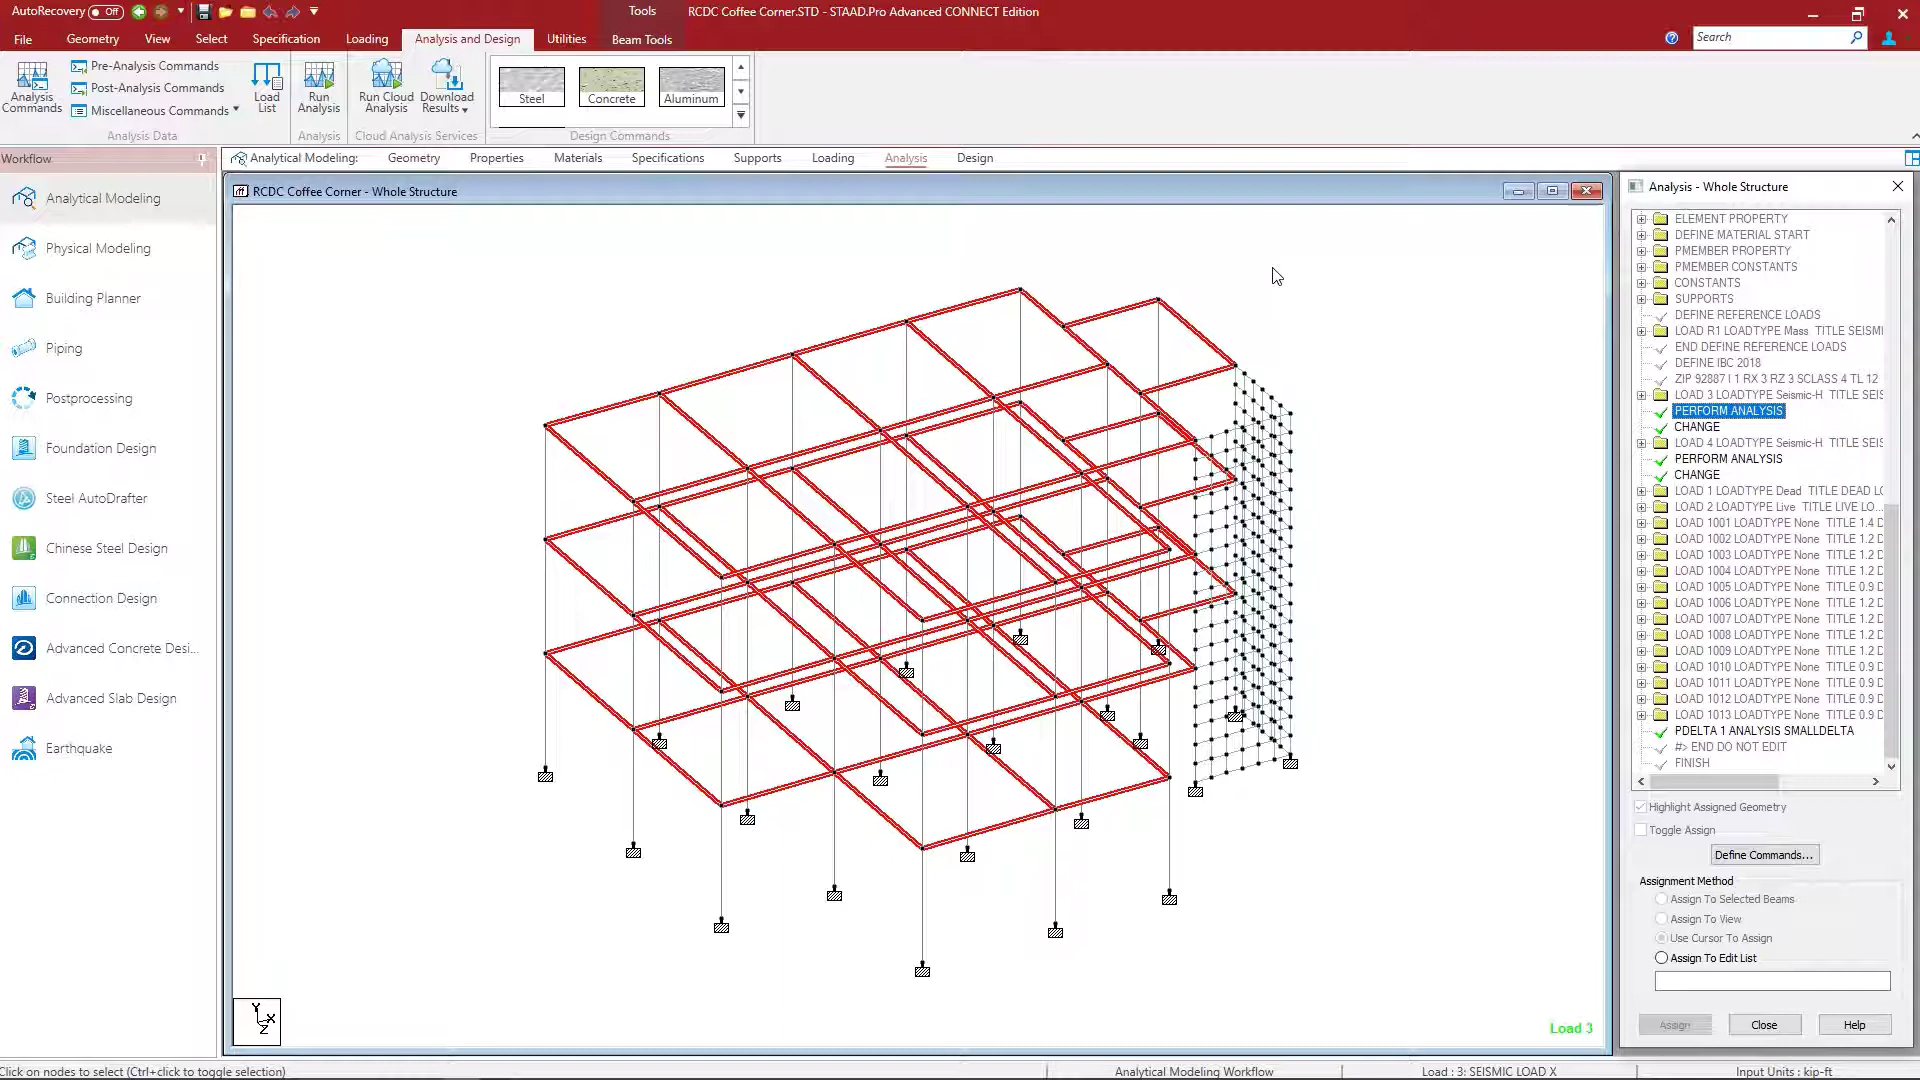 AutoRecovery Off
Tools
RCDC Coffee Corner.STD - STAAD.Pro Advanced CONNECT Edition
File Geometry View Select Specification Loading Analysis and Design Utilities Beam Tools
Search
Analysis Commands
Pre-Analysis Commands
Post-Analysis Commands
Miscellaneous Commands
Load List
Run Analysis
Run Cloud Analysis
Download Results
Steel
Concrete
Aluminum
Analysis Data
Analysis
Cloud Analysis Services
Design Commands
Workflow
Analytical Modeling: Geometry Properties Materials Specifications Supports Loading Analysis Design
Analytical Modeling
Physical Modeling
Building Planner
Piping
Postprocessing
Foundation Design
Steel AutoDrafter
Chinese Steel Design
Connection Design
Advanced Concrete Desi...
Advanced Slab Design
Earthquake
RCDC Coffee Corner - Whole Structure
Y
X
Z
Load 3
Analysis - Whole Structure
ELEMENT PROPERTY
DEFINE MATERIAL START
PMEMBER PROPERTY
PMEMBER CONSTANTS
CONSTANTS
SUPPORTS
DEFINE REFERENCE LOADS
LOAD R1 LOADTYPE Mass TITLE SEISMI
END DEFINE REFERENCE LOADS
DEFINE IBC 2018
ZIP 92887 I 1 RX 3 RZ 3 SCLASS 4 TL 12
LOAD 3 LOADTYPE Seismic-H TITLE SEIS
PERFORM ANALYSIS
CHANGE
LOAD 4 LOADTYPE Seismic-H TITLE SEIS
PERFORM ANALYSIS
CHANGE
LOAD 1 LOADTYPE Dead TITLE DEAD LO
LOAD 2 LOADTYPE Live TITLE LIVE LO...
LOAD 1001 LOADTYPE None TITLE 1.4 D
LOAD 1002 LOADTYPE None TITLE 1.2 D
LOAD 1003 LOADTYPE None TITLE 1.2 D
LOAD 1004 LOADTYPE None TITLE 1.2 D
LOAD 1005 LOADTYPE None TITLE 0.9 D
LOAD 1006 LOADTYPE None TITLE 1.2 D
LOAD 1007 LOADTYPE None TITLE 1.2 D
LOAD 1008 LOADTYPE None TITLE 1.2 D
LOAD 1009 LOADTYPE None TITLE 1.2 D
LOAD 1010 LOADTYPE None TITLE 0.9 D
LOAD 1011 LOADTYPE None TITLE 0.9 D
LOAD 1012 LOADTYPE None TITLE 0.9 D
LOAD 1013 LOADTYPE None TITLE 0.9 D
PDELTA 1 ANALYSIS SMALLDELTA
#> END DO NOT EDIT
FINISH
Highlight Assigned Geometry
Toggle Assign
Define Commands...
Assignment Method
Assign To Selected Beams
Assign To View
Use Cursor To Assign
Assign To Edit List
Assign Close Help
Click on nodes to select (Ctrl+click to toggle selection)
Analytical Modeling Workflow
Load : 3: SEISMIC LOAD X
Input Units : kip-ft